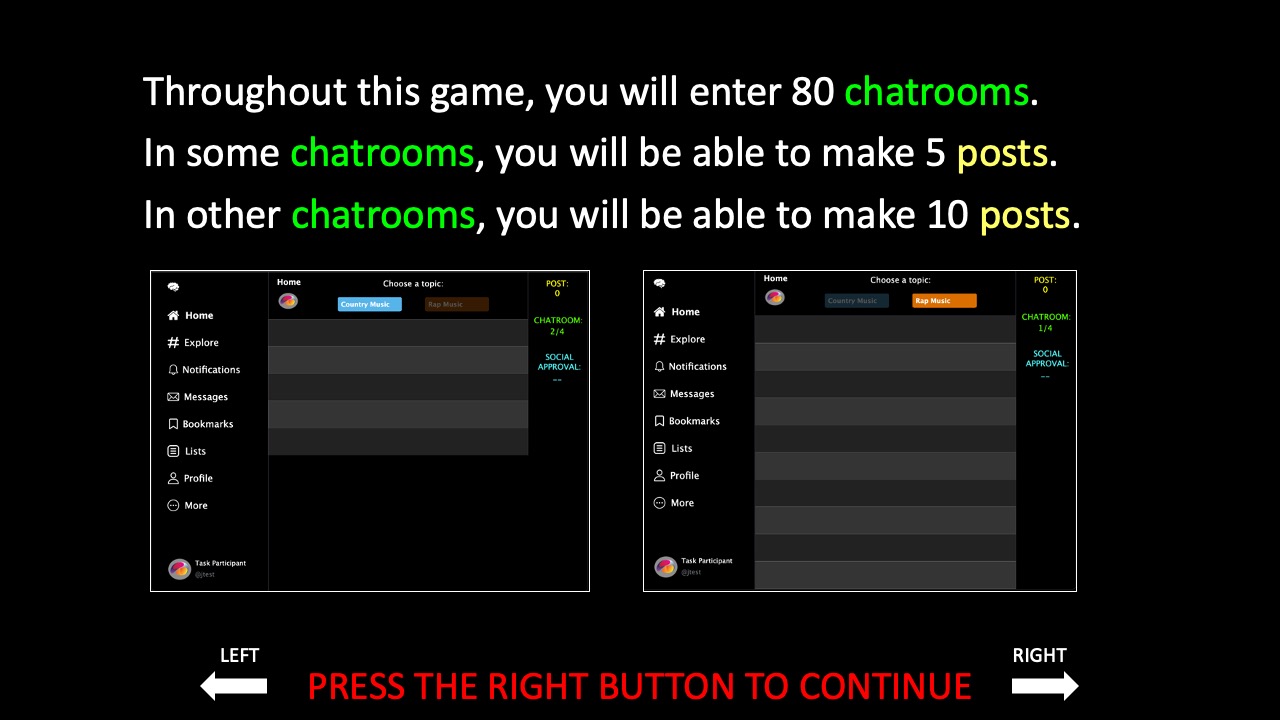 Throughout this game, you will enter 80 chatrooms.
In some chatrooms, you will be able to make 5 posts.
In other chatrooms, you will be able to make 10 posts.
Home
Choose a topic:
Country Music
Rap Music
POST:
0
CHATROOM:
2/4
SOCIAL
APPROVAL:
--
Home
Explore
Notifications
Messages
Bookmarks
Lists
Profile
More
Task Participant
@jtest
Home
Choose a topic:
Country Music
Rap Music
POST:
0
CHATROOM:
1/4
SOCIAL
APPROVAL:
--
Home
Explore
Notifications
Messages
Bookmarks
Lists
Profile
More
Task Participant
@jtest
LEFT
RIGHT
PRESS THE RIGHT BUTTON TO CONTINUE